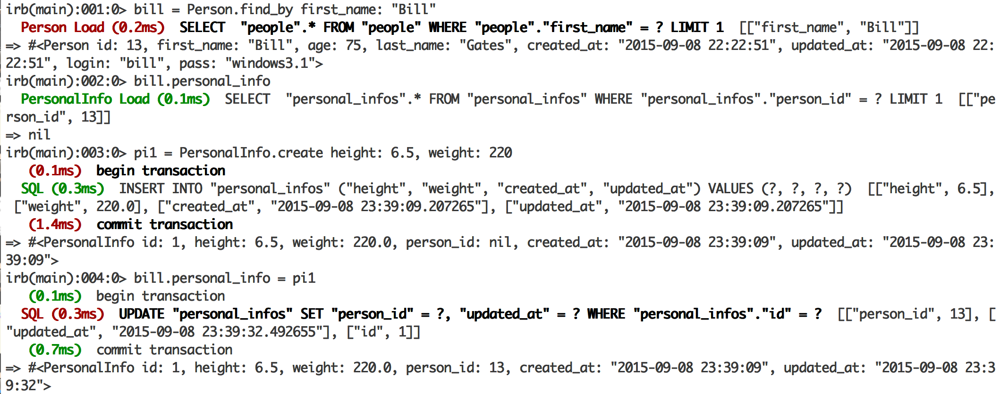 irb(main):001:0> bill = Person.find_by first_name: "Bill"
  Person Load (0.2ms)  SELECT  "people".* FROM "people" WHERE "people"."first_name" = ? LIMIT 1  [["first_name", "Bill"]]
=> #<Person id: 13, first_name: "Bill", age: 75, last_name: "Gates", created_at: "2015-09-08 22:22:51", updated_at: "2015-09-08 22:
22:51", login: "bill", pass: "windows3.1">
irb(main):002:0> bill.personal_info
  PersonalInfo Load (0.1ms)  SELECT  "personal_infos".* FROM "personal_infos" WHERE "personal_infos"."person_id" = ? LIMIT 1  [["pe
rson_id", 13]]
=> nil
irb(main):003:0> pi1 = PersonalInfo.create height: 6.5, weight: 220
   (0.1ms)  begin transaction
  SQL (0.3ms)  INSERT INTO "personal_infos" ("height", "weight", "created_at", "updated_at") VALUES (?, ?, ?, ?)  [["height", 6.5],
 ["weight", 220.0], ["created_at", "2015-09-08 23:39:09.207265"], ["updated_at", "2015-09-08 23:39:09.207265"]]
   (1.4ms)  commit transaction
=> #<PersonalInfo id: 1, height: 6.5, weight: 220.0, person_id: nil, created_at: "2015-09-08 23:39:09", updated_at: "2015-09-08 23:
39:09">
irb(main):004:0> bill.personal_info = pi1
   (0.1ms)  begin transaction
  SQL (0.3ms)  UPDATE "personal_infos" SET "person_id" = ?, "updated_at" = ? WHERE "personal_infos"."id" = ?  [["person_id", 13], [
"updated_at", "2015-09-08 23:39:32.492655"], ["id", 1]]
   (0.7ms)  commit transaction
=> #<PersonalInfo id: 1, height: 6.5, weight: 220.0, person_id: 13, created_at: "2015-09-08 23:39:09", updated_at: "2015-09-08 23:3
9:32">